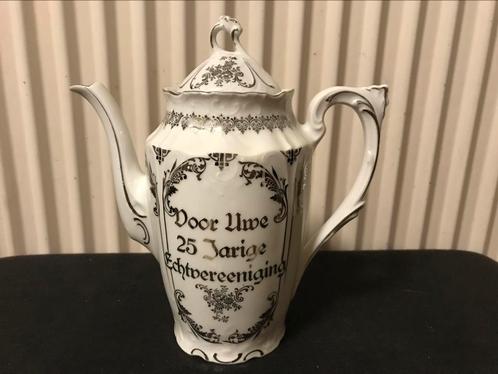 Voor Uwe
25 Jarige
Echtvereeniging